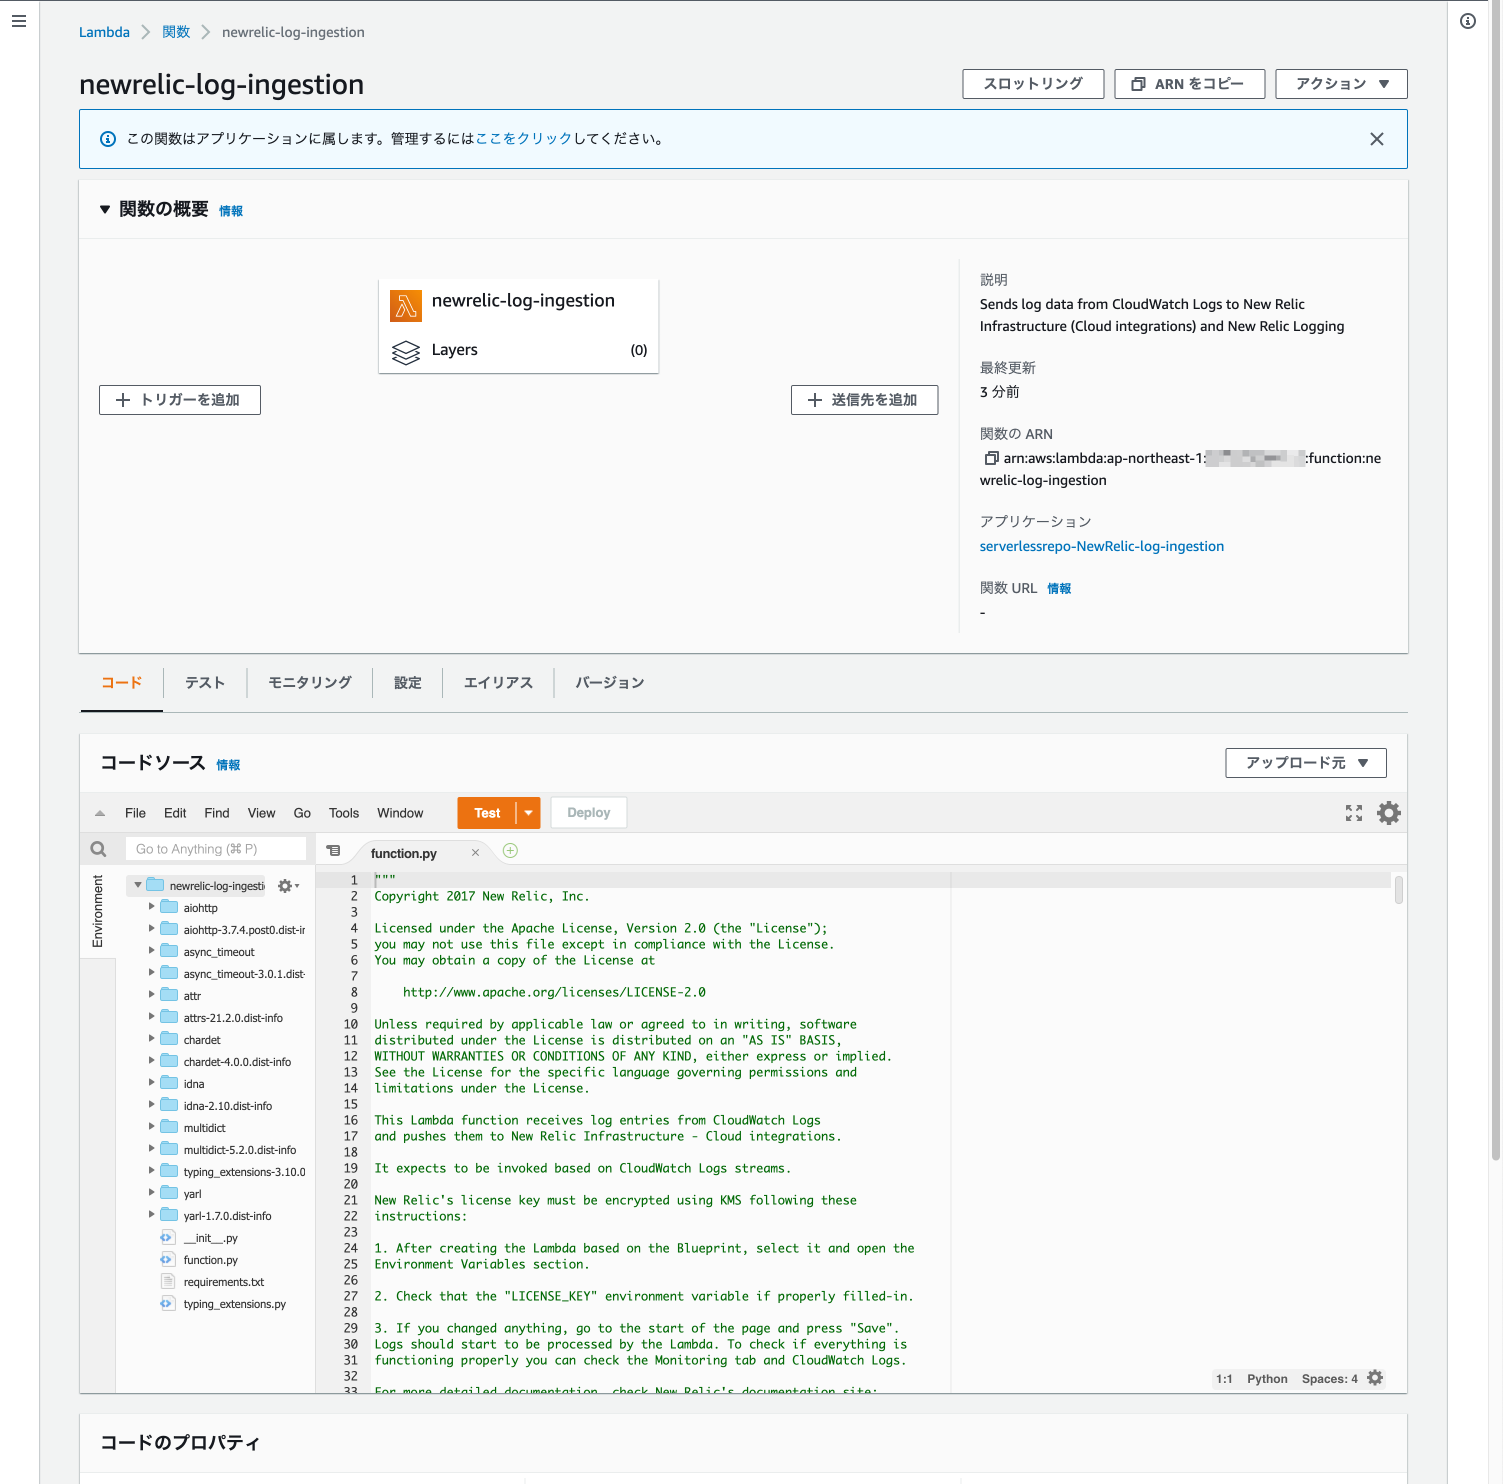 Lambda > 関数 > newrelic-log-ingestion
newrelic-log-ingestion
スロットリング
ARN をコピー
アクション ▼
この関数はアプリケーションに属します。管理するにはここをクリックしてください。
▼ 関数の概要 情報
newrelic-log-ingestion
Layers (0)
+ トリガーを追加
+ 送信先を追加
説明
Sends log data from CloudWatch Logs to New Relic
Infrastructure (Cloud integrations) and New Relic Logging
最終更新
3 分前
関数の ARN
arn:aws:lambda:ap-northeast-1: :function:ne
wrelic-log-ingestion
アプリケーション
serverlessrepo-NewRelic-log-ingestion
関数 URL 情報
-
コード テスト モニタリング 設定 エイリアス バージョン
コードソース 情報
アップロード元 ▼
File Edit Find View Go Tools Window Test Deploy
Go to Anything (⌘ P)
Environment
newrelic-log-ingesti
aiohttp
aiohttp-3.7.4.post0.dist-ir
async_timeout
async_timeout-3.0.1.dist-
attr
attrs-21.2.0.dist-info
chardet
chardet-4.0.0.dist-info
idna
idna-2.10.dist-info
multidict
multidict-5.2.0.dist-info
typing_extensions-3.10.0
yarl
yarl-1.7.0.dist-info
__init__.py
function.py
requirements.txt
typing_extensions.py
function.py
1 """
2 Copyright 2017 New Relic, Inc.
3
4 Licensed under the Apache License, Version 2.0 (the "License");
5 you may not use this file except in compliance with the License.
6 You may obtain a copy of the License at
7
8 http://www.apache.org/licenses/LICENSE-2.0
9
10 Unless required by applicable law or agreed to in writing, software
11 distributed under the License is distributed on an "AS IS" BASIS,
12 WITHOUT WARRANTIES OR CONDITIONS OF ANY KIND, either express or implied.
13 See the License for the specific language governing permissions and
14 limitations under the License.
15
16 This Lambda function receives log entries from CloudWatch Logs
17 and pushes them to New Relic Infrastructure - Cloud integrations.
18
19 It expects to be invoked based on CloudWatch Logs streams.
20
21 New Relic's license key must be encrypted using KMS following these
22 instructions:
23
24 1. After creating the Lambda based on the Blueprint, select it and open the
25 Environment Variables section.
26
27 2. Check that the "LICENSE_KEY" environment variable if properly filled-in.
28
29 3. If you changed anything, go to the start of the page and press "Save".
30 Logs should start to be processed by the Lambda. To check if everything is
31 functioning properly you can check the Monitoring tab and CloudWatch Logs.
32
33 For more detailed documentation, check New Relic's documentation site:
1:1 Python Spaces: 4
コードのプロパティ